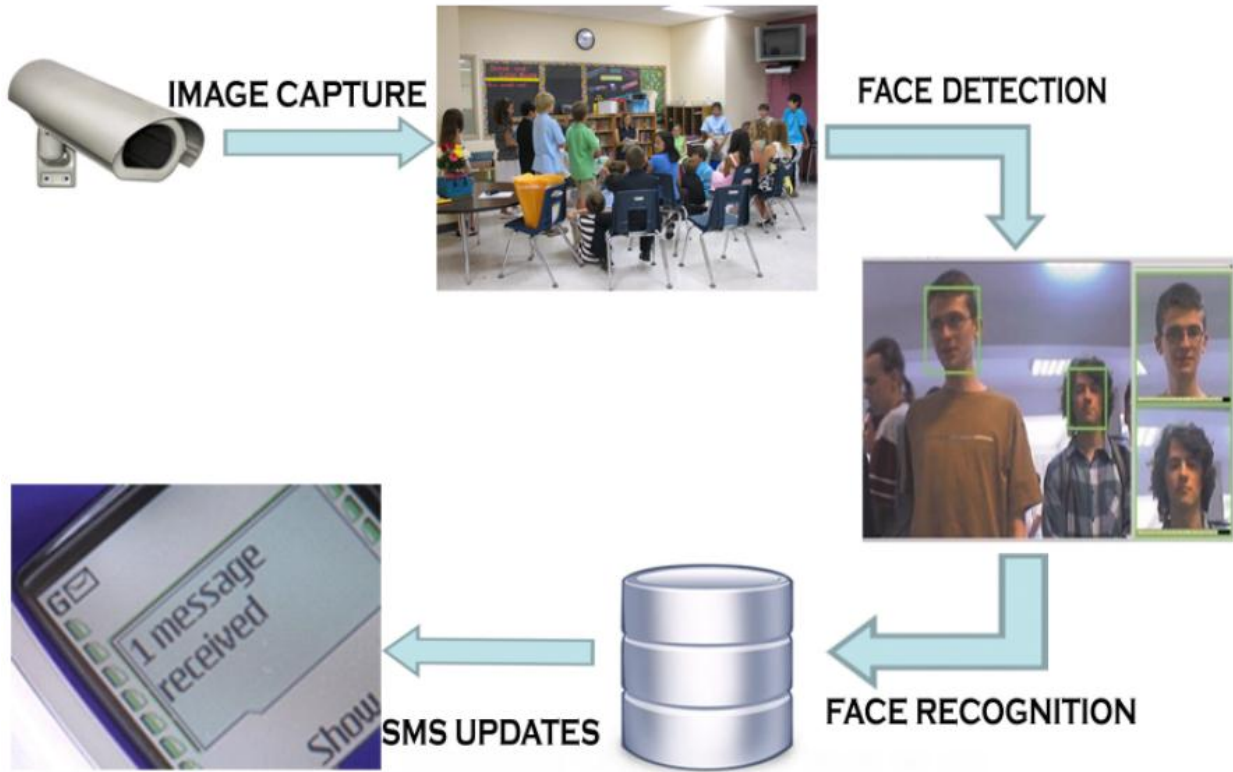 IMAGE CAPTURE
FACE DETECTION
FACE RECOGNITION
SMS UPDATES
G
1 message
received
Show